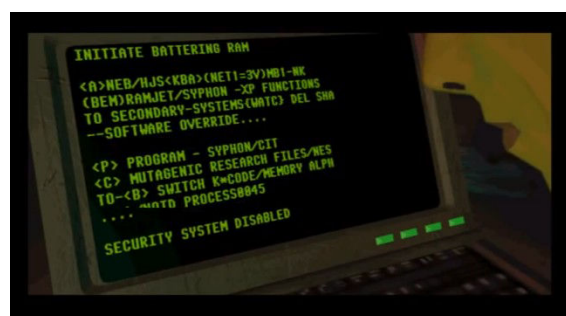 INITIATE BATTERING RAM
<A>NEB/HJS<KBA>(NET1=3V)MB1-NK
(BEM)RAMJET/SYPHON -XP FUNCTIONS
TO SECONDARY-SYSTEMS(WATC) DEL SHA
--SOFTWARE OVERRIDE....
<P> PROGRAM - SYPHON/CIT
<C> MUTAGENIC RESEARCH FILES/NES
TO-<B> SWITCH K=CODE/MEMORY ALPH
PROCESS0045
....
SECURITY SYSTEM DISABLED